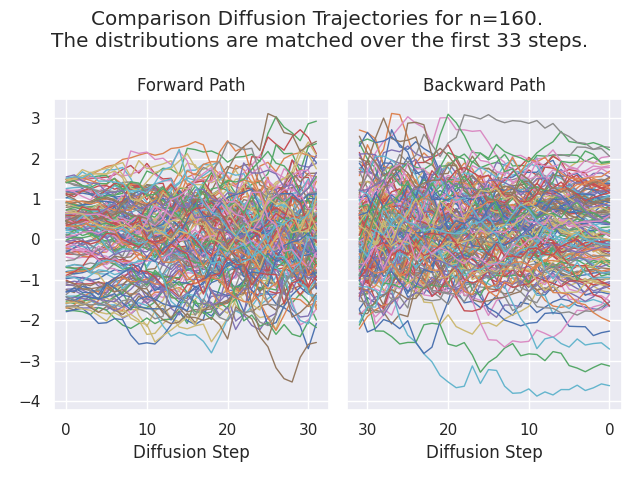 Comparison Diffusion Trajectories for n=160.
The distributions are matched over the first 33 steps.
Forward Path
Backward Path
3
2
1
0
−1
−2
−3
−4
0 10 20 30
30 20 10 0
Diffusion Step
Diffusion Step